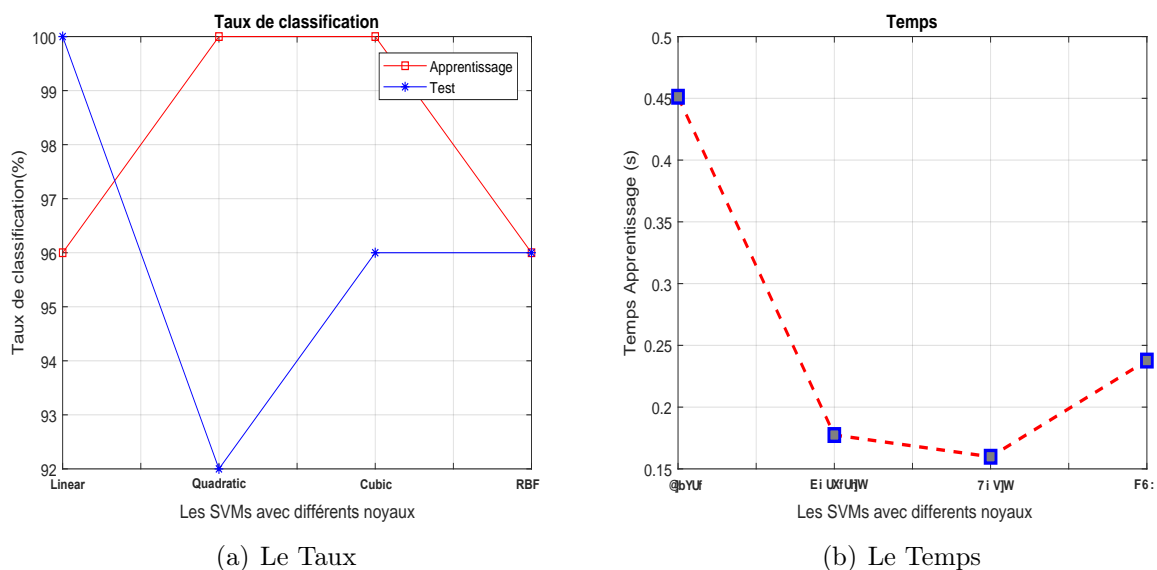 Taux de classification
100
99
98
97
96
95
94
93
92
Taux de classification(%)
Apprentissage
Test
Linear Quadratic Cubic RBF
Les SVMs avec différents noyaux
(a) Le Taux
Temps
0.5
0.45
0.4
0.35
0.3
0.25
0.2
0.15
Temps Apprentissage (s)
Les SVMs avec differents noyaux
(b) Le Temps